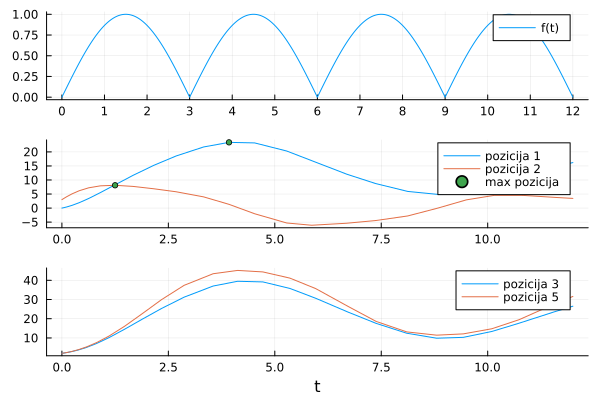 1.00
0.75
0.50
0.25
0.00
f(t)
0 1 2 3 4 5 6 7 8 9 10 11 12
20
15
10
5
0
−5
pozicija 1
pozicija 2
max pozicija
0.0 2.5 5.0 7.5 10.0
40
30
20
10
pozicija 3
pozicija 5
0.0 2.5 5.0 7.5 10.0
t